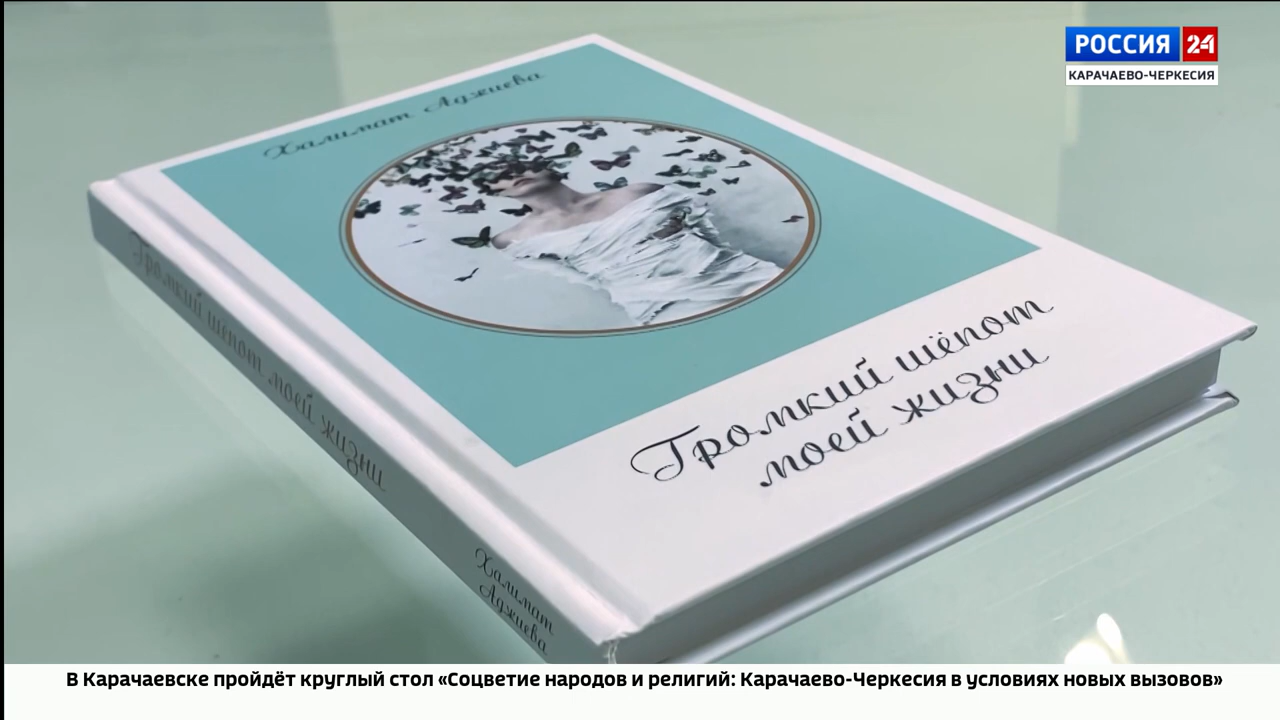 РОССИЯ 24
КАРАЧАЕВО-ЧЕРКЕСИЯ
Халимат Аджиева
Громкий шёпот
моей жизни
Громкий шёпот моей жизни
Халимат
Аджиева
В Карачаевске пройдёт круглый стол «Соцветие народов и религий: Карачаево-Черкесия в условиях новых вызовов»